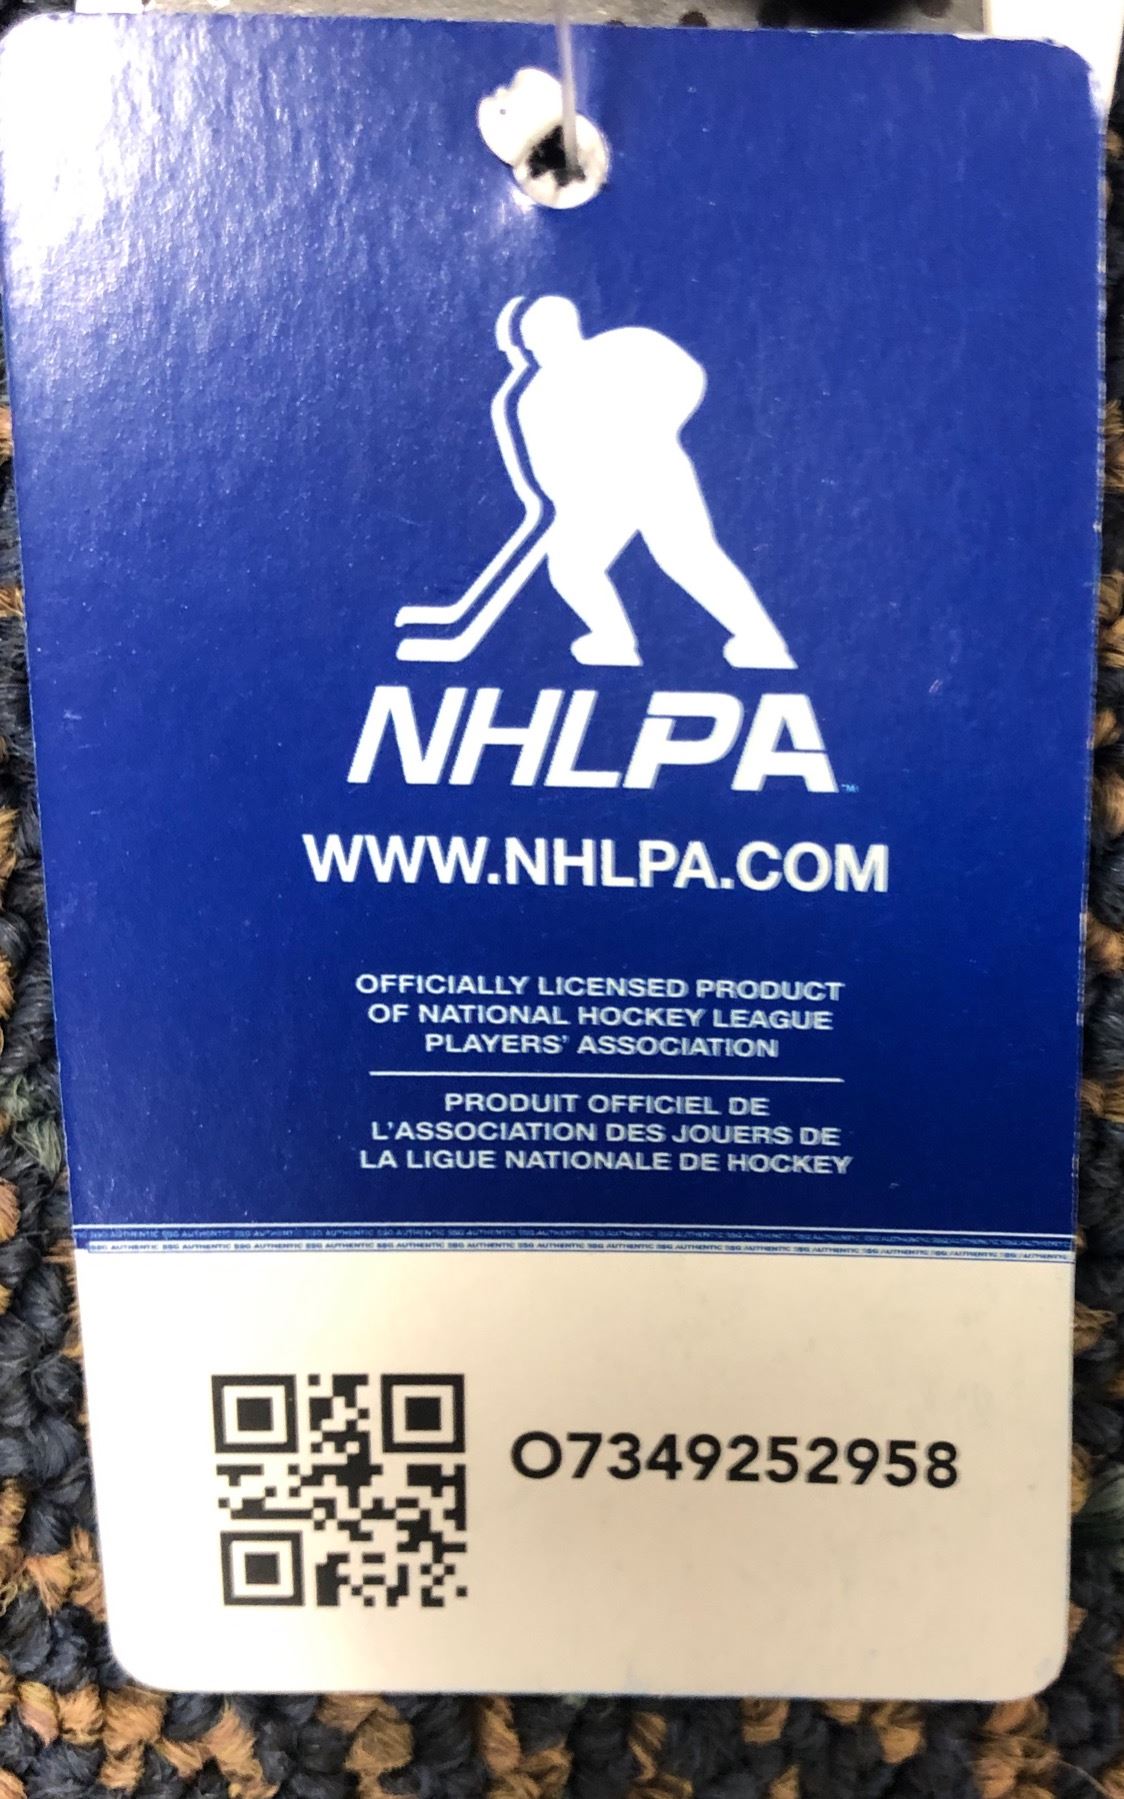 NHLPA™
WWW.NHLPA.COM
OFFICIALLY LICENSED PRODUCT
OF NATIONAL HOCKEY LEAGUE
PLAYERS' ASSOCIATION
PRODUIT OFFICIEL DE
L'ASSOCIATION DES JOUERS DE
LA LIGUE NATIONALE DE HOCKEY
O7349252958